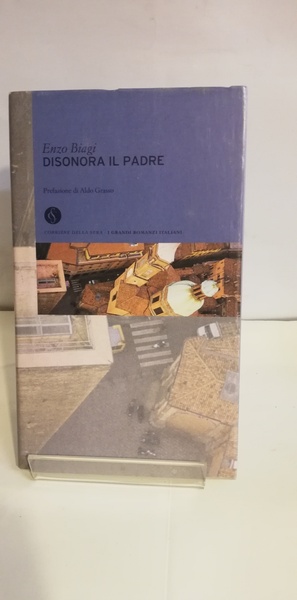 Enzo Biagi
DISONORA IL PADRE
Prefazione di Aldo Grasso
CORRIERE DELLA SERA · I GRANDI ROMANZI ITALIANI